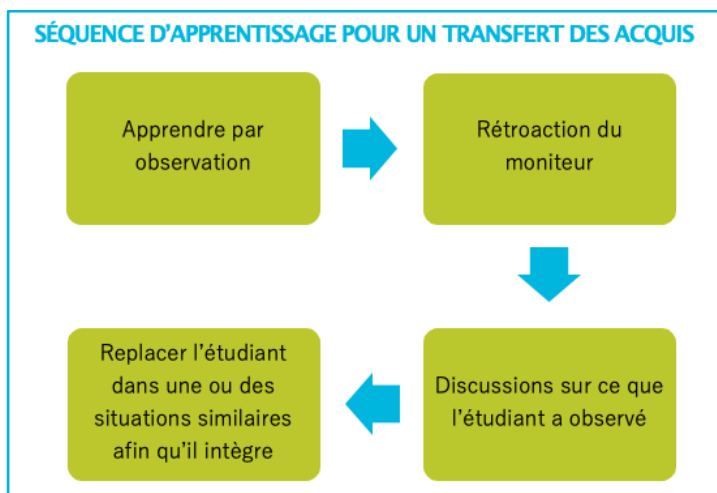 SÉQUENCE D'APPRENTISSAGE POUR UN TRANSFERT DES ACQUIS
Apprendre par
observation
Rétroaction du
moniteur
Discussions sur ce que
l'étudiant a observé
Replacer l'étudiant
dans une ou des
situations similaires
afin qu'il intègre